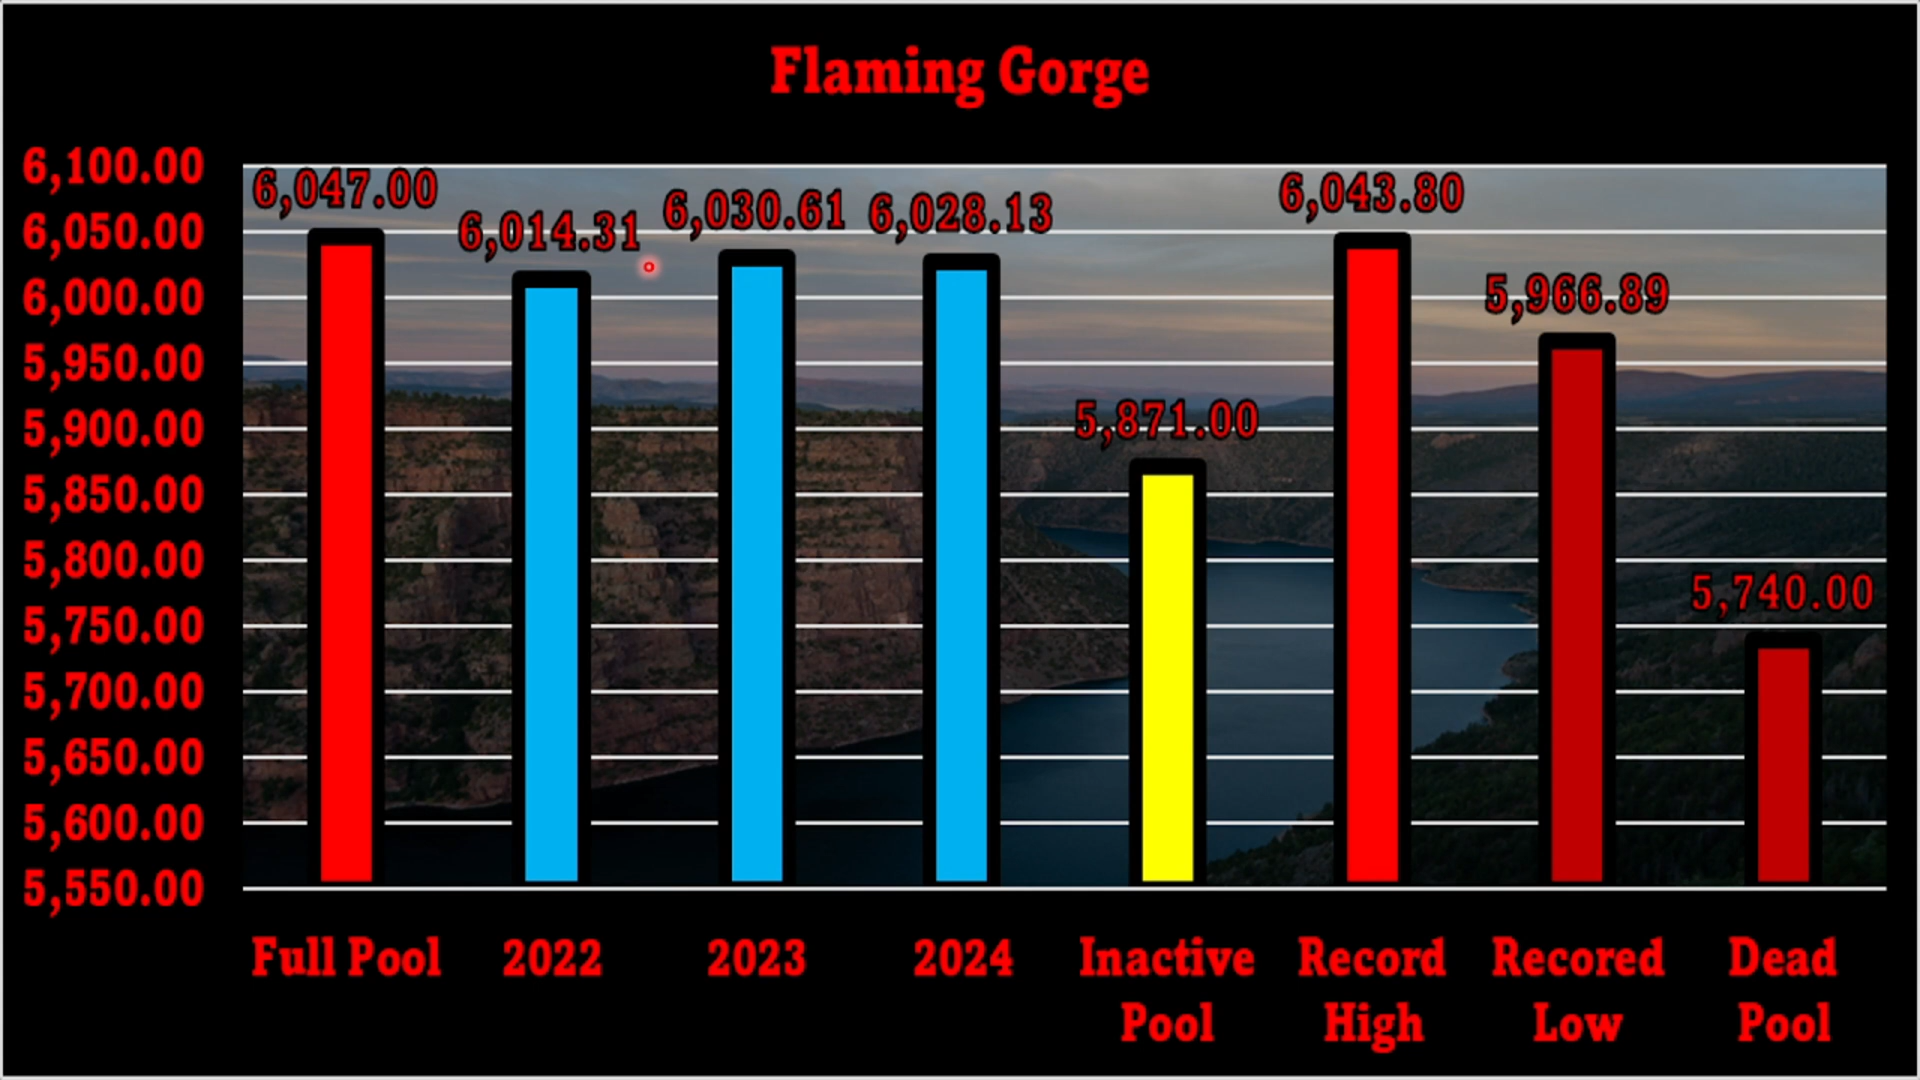 Flaming Gorge
6,100.00
6,050.00
6,000.00
5,950.00
5,900.00
5,850.00
5,800.00
5,750.00
5,700.00
5,650.00
5,600.00
5,550.00
6,047.00
6,014.31
6,030.61
6,028.13
5,871.00
6,043.80
5,966.89
5,740.00
Full Pool
2022
2023
2024
Inactive
Pool
Record
High
Recored
Low
Dead
Pool